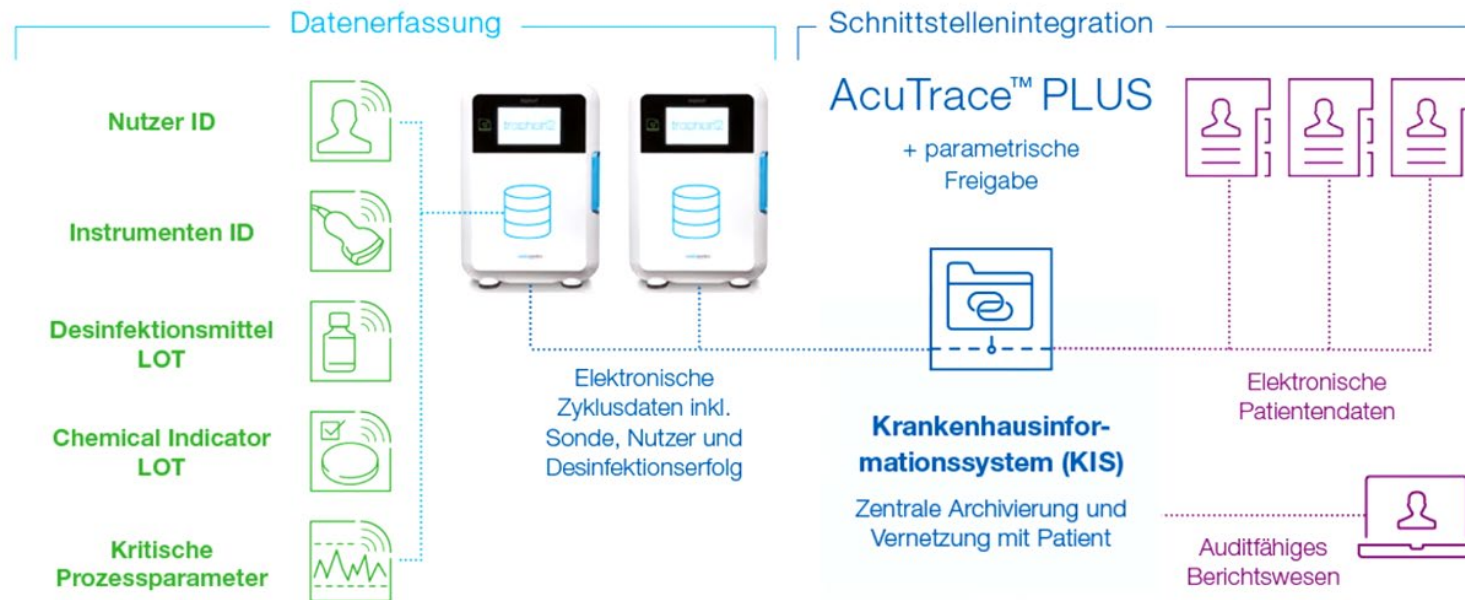 Datenerfassung
Schnittstellenintegration
Nutzer ID
Instrumenten ID
Desinfektionsmittel
LOT
Chemical Indicator
LOT
Kritische
Prozessparameter
trophon2
trophon2
Elektronische
Zyklusdaten inkl.
Sonde, Nutzer und
Desinfektionserfolg
AcuTrace™ PLUS
+ parametrische
Freigabe
Krankenhausinfor-
mationssystem (KIS)
Zentrale Archivierung und
Vernetzung mit Patient
Elektronische
Patientendaten
Auditfähiges
Berichtswesen